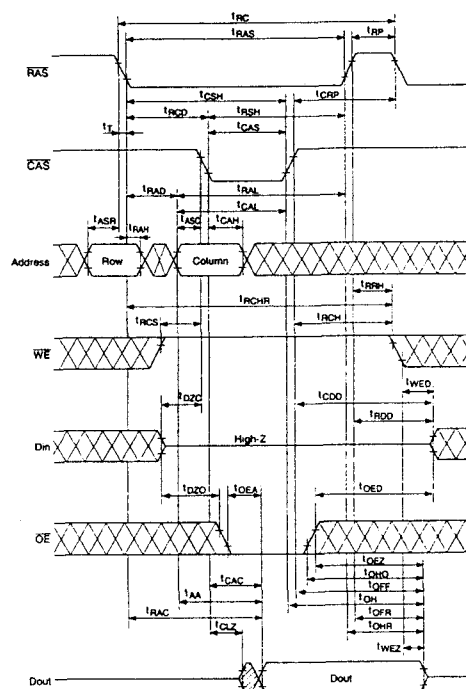 tRC
tRAS
tRP
RAS
tCSH
tCRP
tRCD
tRSH
tT
tCAS
CAS
tRAD
tRAL
tCAL
tASR
tRAH
tASC
tCAH
Address
Row
Column
tRRH
tRCHR
tRCS
tRCH
WE
tWED
tDZC
tCDD
tRDD
Din
High-Z
tDZO
tOEA
tOED
OE
tOEZ
tOHO
tCAC
tOFF
tAA
tOH
tRAC
tOFR
tCLZ
tOHR
tWEZ
Dout
Dout